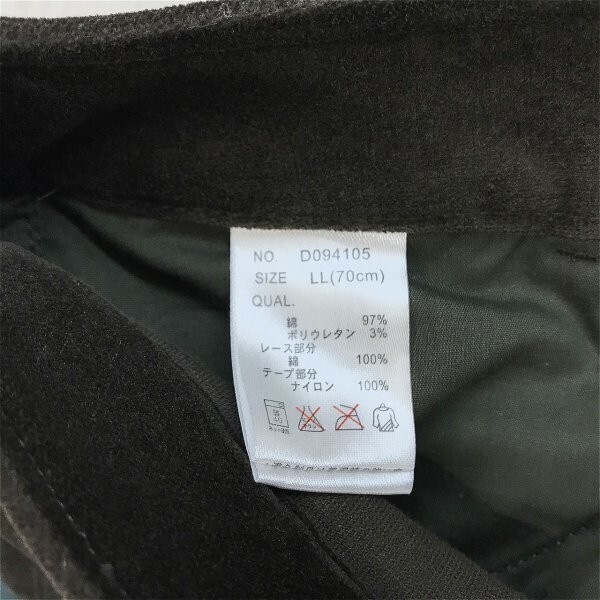 NO. D094105
SIZE LL(70cm)
QUAL.
綿 97%
ポリウレタン 3%
レース部分
綿 100%
テープ部分
ナイロン 100%